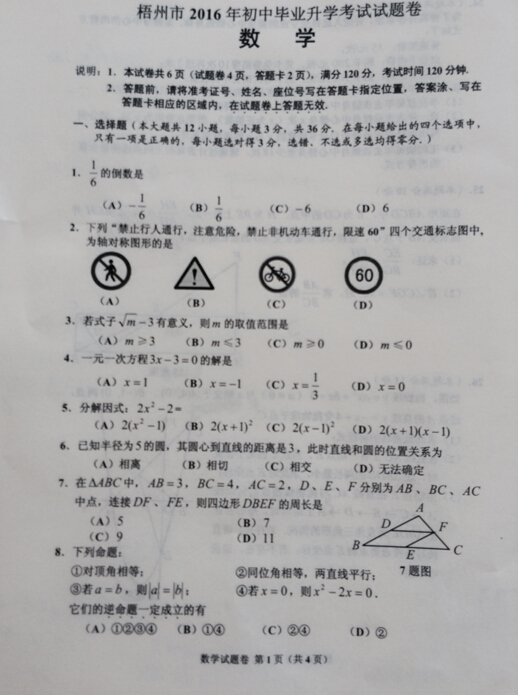 梧州市 2016 年初中毕业升学考试试题卷
数 学
说明：1. 本试卷共 6 页（试题卷 4 页，答题卡 2 页），满分 120 分，考试时间 120 分钟.
2. 答题前，请将准考证号、姓名、座位号写在答题卡指定位置，答案涂、写在
答题卡相应的区域内，在试题卷上答题无效.
一、选择题（本大题共 12 小题，每小题 3 分，共 36 分，在每小题给出的四个选项中，
只有一项是正确的，每小题选对得 3 分，选错、不选或多选均得零分.）
1. 1/6 的倒数是
(A) -1/6 (B) 1/6 (C) -6 (D) 6
2. 下列“禁止行人通行，注意危险，禁止非机动车通行，限速 60”四个交通标志图中，
为轴对称图形的是
60
(A) (B) (C) (D)
3. 若式子√m-3有意义，则m的取值范围是
(A) m⩾3 (B) m⩽3 (C) m⩾0 (D) m⩽0
4. 一元一次方程3x-3=0的解是
(A) x=1 (B) x=-1 (C) x=1/3 (D) x=0
5. 分解因式：2x²-2=
(A) 2(x²-1) (B) 2(x+1)² (C) 2(x-1)² (D) 2(x+1)(x-1)
6. 已知半径为5的圆，其圆心到直线的距离是3，此时直线和圆的位置关系为
(A) 相离 (B) 相切 (C) 相交 (D) 无法确定
7. 在△ABC中，AB=3，BC=4，AC=2，D、E、F分别为AB、BC、AC
中点，连接DF、FE，则四边形DBEF的周长是
(A) 5 (B) 7
(C) 9 (D) 11
A
D F
B E C
7 题图
8. 下列命题：
①对顶角相等； ②同位角相等，两直线平行；
③若a=b，则|a|=|b|； ④若x=0，则x²-2x=0.
它们的逆命题一定成立的有
(A) ①②③④ (B) ①④ (C) ②④ (D) ②
数学试题卷 第 1 页（共 4 页）